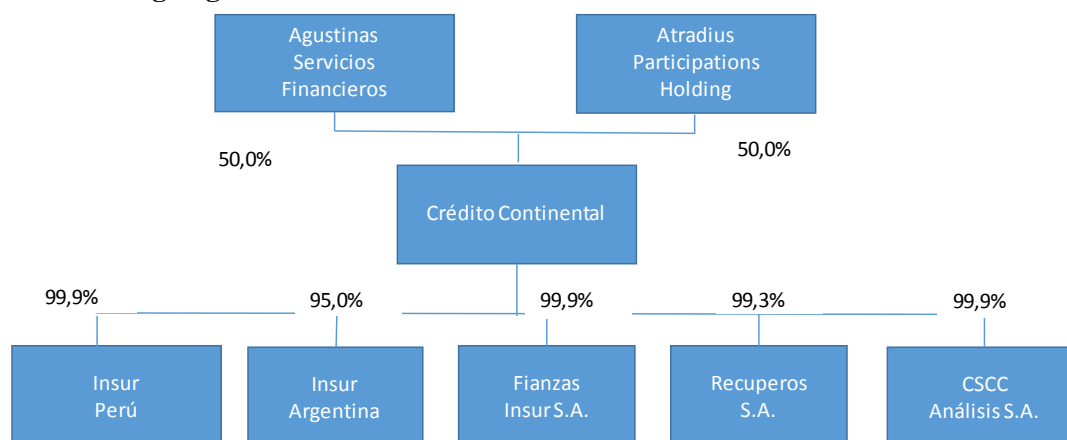 Agustinas
Servicios
Financieros
Atradius
Participations
Holding
50,0%
50,0%
Crédito Continental
99,9%
95,0%
99,9%
99,3%
99,9%
Insur
Perú
Insur
Argentina
Fianzas
Insur S.A.
Recuperos
S.A.
CSCC
Análisis S.A.